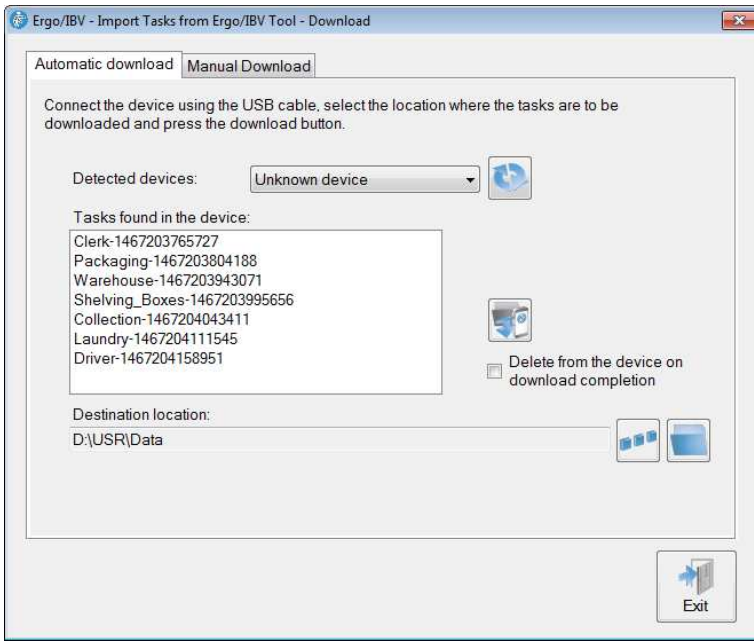 Ergo/IBV - Import Tasks from Ergo/IBV Tool - Download
Automatic download
Manual Download
Connect the device using the USB cable, select the location where the tasks are to be
downloaded and press the download button.
Detected devices:
Unknown device
Tasks found in the device:
Clerk-1467203765727
Packaging-1467203804188
Warehouse-1467203943071
Shelving_Boxes-1467203995656
Collection-1467204043411
Laundry-1467204111545
Driver-1467204158951
Delete from the device on
download completion
Destination location:
D:\USR\Data
Exit